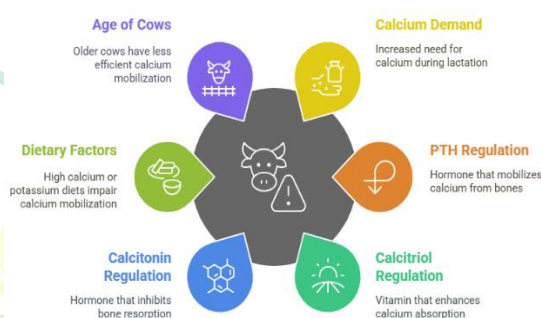 Age of Cows
Older cows have less
efficient calcium
mobilization
Calcium Demand
Increased need for
calcium during lactation
Dietary Factors
High calcium or
potassium diets impair
calcium mobilization
PTH Regulation
Hormone that mobilizes
calcium from bones
Calcitonin
Regulation
Hormone that inhibits
bone resorption
Calcitriol
Regulation
Vitamin that enhances
calcium absorption